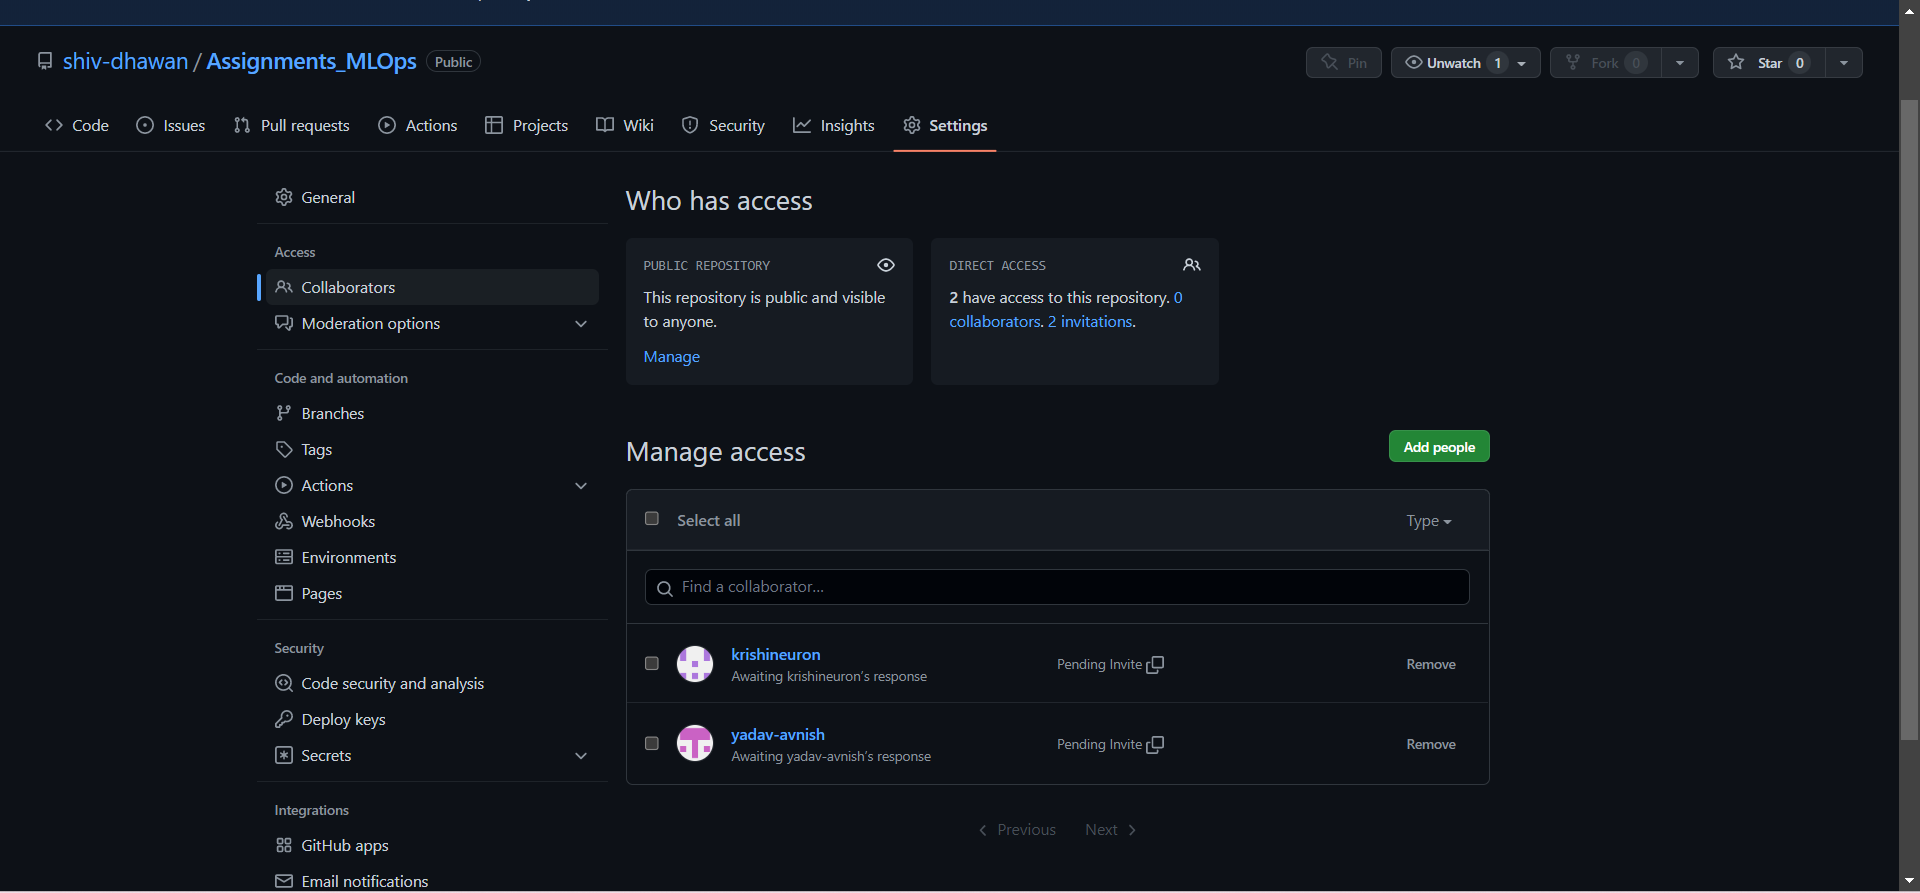 shiv-dhawan / Assignments_MLOps Public
Pin
Unwatch 1
Fork 0
Star 0
Code
Issues
Pull requests
Actions
Projects
Wiki
Security
Insights
Settings
General
Access
Collaborators
Moderation options
Code and automation
Branches
Tags
Actions
Webhooks
Environments
Pages
Security
Code security and analysis
Deploy keys
Secrets
Integrations
GitHub apps
Email notifications
Who has access
PUBLIC REPOSITORY
This repository is public and visible
to anyone.
Manage
DIRECT ACCESS
2 have access to this repository. 0
collaborators. 2 invitations.
Manage access
Add people
Select all
Type
Find a collaborator...
krishineuron
Awaiting krishineuron's response
Pending Invite
Remove
yadav-avnish
Awaiting yadav-avnish's response
Pending Invite
Remove
Previous
Next